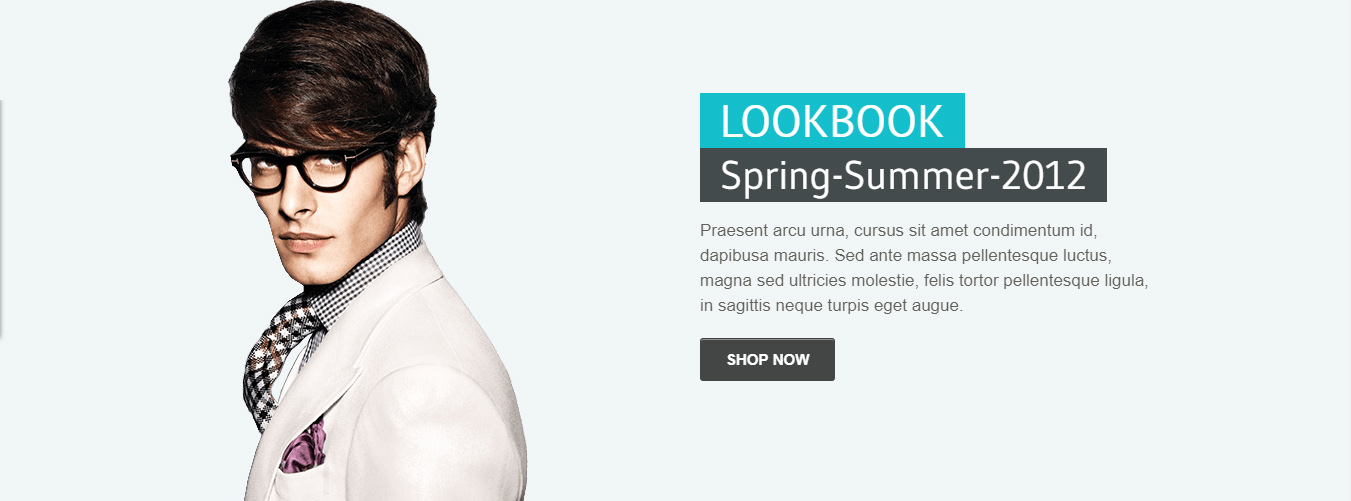 LOOKBOOK
Spring-Summer-2012
Praesent arcu urna, cursus sit amet condimentum id,
dapibusa mauris. Sed ante massa pellentesque luctus,
magna sed ultricies molestie, felis tortor pellentesque ligula,
in sagittis neque turpis eget augue.
SHOP NOW